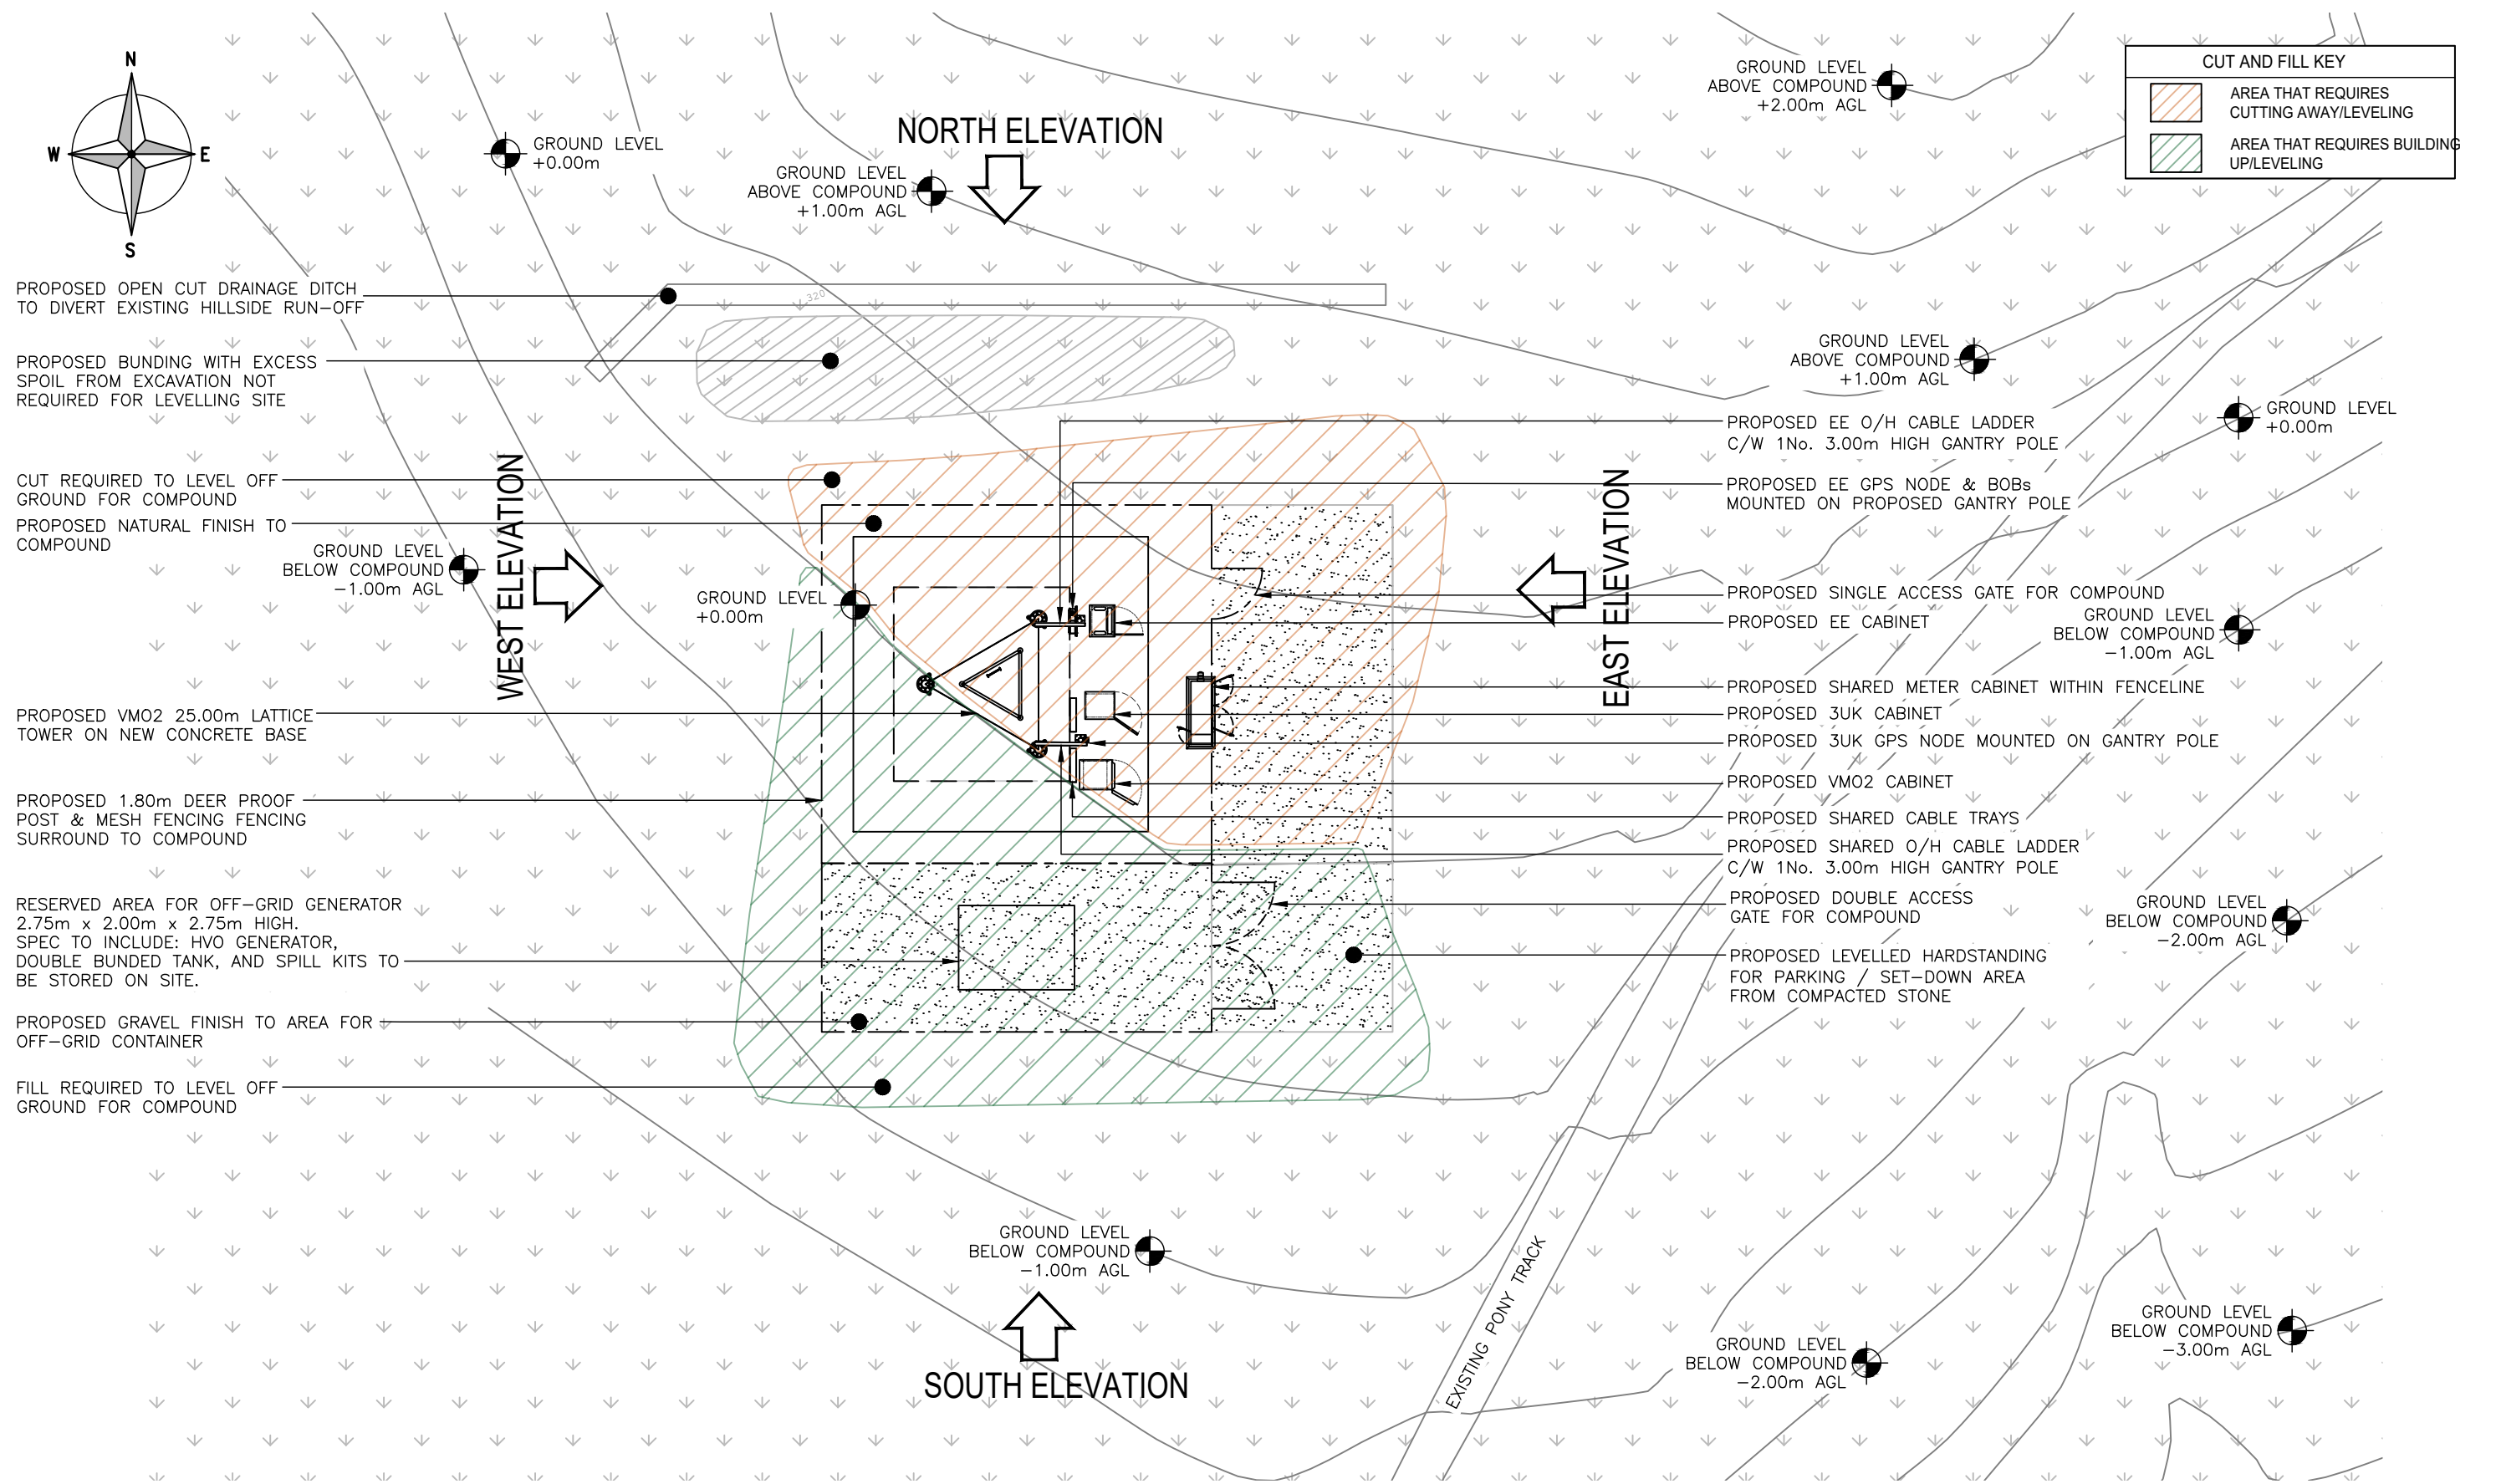 N
W
E
S
CUT AND FILL KEY
AREA THAT REQUIRES
CUTTING AWAY/LEVELING
AREA THAT REQUIRES BUILDING
UP/LEVELING
GROUND LEVEL
ABOVE COMPOUND
+2.00m AGL
NORTH ELEVATION
GROUND LEVEL
+0.00m
GROUND LEVEL
ABOVE COMPOUND
+1.00m AGL
PROPOSED OPEN CUT DRAINAGE DITCH
TO DIVERT EXISTING HILLSIDE RUN-OFF
320
PROPOSED BUNDING WITH EXCESS
SPOIL FROM EXCAVATION NOT
REQUIRED FOR LEVELLING SITE
GROUND LEVEL
ABOVE COMPOUND
+1.00m AGL
GROUND LEVEL
+0.00m
PROPOSED EE O/H CABLE LADDER
C/W 1No. 3.00m HIGH GANTRY POLE
CUT REQUIRED TO LEVEL OFF
GROUND FOR COMPOUND
PROPOSED EE GPS NODE & BOBs
MOUNTED ON PROPOSED GANTRY POLE
PROPOSED NATURAL FINISH TO
COMPOUND
GROUND LEVEL
BELOW COMPOUND
-1.00m AGL
WEST ELEVATION
GROUND LEVEL
+0.00m
EAST ELEVATION
PROPOSED SINGLE ACCESS GATE FOR COMPOUND
PROPOSED EE CABINET
GROUND LEVEL
BELOW COMPOUND
-1.00m AGL
PROPOSED SHARED METER CABINET WITHIN FENCELINE
PROPOSED 3UK CABINET
PROPOSED 3UK GPS NODE MOUNTED ON GANTRY POLE
PROPOSED VMO2 CABINET
PROPOSED SHARED CABLE TRAYS
PROPOSED SHARED O/H CABLE LADDER
C/W 1No. 3.00m HIGH GANTRY POLE
PROPOSED VMO2 25.00m LATTICE
TOWER ON NEW CONCRETE BASE
PROPOSED 1.80m DEER PROOF
POST & MESH FENCING FENCING
SURROUND TO COMPOUND
PROPOSED DOUBLE ACCESS
GATE FOR COMPOUND
GROUND LEVEL
BELOW COMPOUND
-2.00m AGL
RESERVED AREA FOR OFF-GRID GENERATOR
2.75m x 2.00m x 2.75m HIGH.
SPEC TO INCLUDE: HVO GENERATOR,
DOUBLE BUNDED TANK, AND SPILL KITS TO
BE STORED ON SITE.
PROPOSED LEVELLED HARDSTANDING
FOR PARKING / SET-DOWN AREA
FROM COMPACTED STONE
PROPOSED GRAVEL FINISH TO AREA FOR
OFF-GRID CONTAINER
FILL REQUIRED TO LEVEL OFF
GROUND FOR COMPOUND
GROUND LEVEL
BELOW COMPOUND
-1.00m AGL
SOUTH ELEVATION
EXISTING PONY TRACK
GROUND LEVEL
BELOW COMPOUND
-2.00m AGL
GROUND LEVEL
BELOW COMPOUND
-3.00m AGL